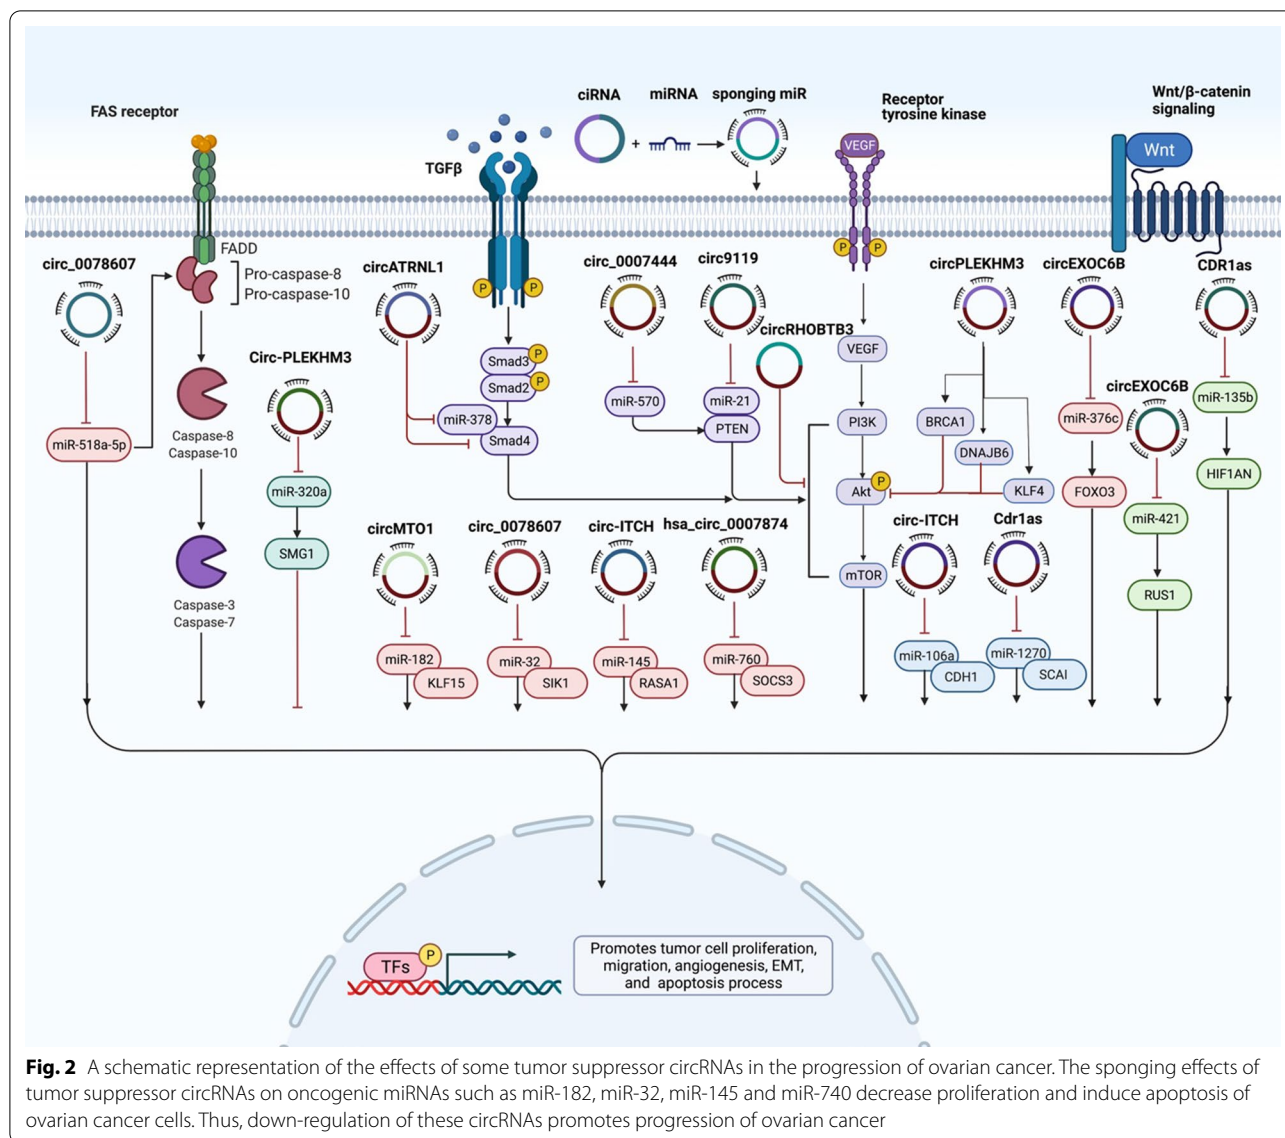 ciRNA
miRNA
sponging miR
+
FAS receptor
TGFβ
Receptor
tyrosine kinase
Wnt/β-catenin
signaling
VEGF
Wnt
FADD
P
P
circ_0078607
Pro-caspase-8
Pro-caspase-10
circATRNL1
P
P
circ_0007444
circ9119
circPLEKHM3
circEXOC6B
CDR1as
circRHOBTB3
Circ-PLEKHM3
Smad3
P
Smad2
P
VEGF
circEXOC6B
miR-518a-5p
Caspase-8
Caspase-10
miR-378
Smad4
miR-570
miR-21
PTEN
PI3K
BRCA1
DNAJB6
KLF4
miR-376c
miR-135b
miR-320a
Akt
P
FOXO3
HIF1AN
miR-421
SMG1
circMTO1
circ_0078607
circ-ITCH
hsa_circ_0007874
circ-ITCH
Cdr1as
mTOR
RUS1
Caspase-3
Caspase-7
miR-182
KLF15
miR-32
SIK1
miR-145
RASA1
miR-760
SOCS3
miR-106a
CDH1
miR-1270
SCAI
TFs
P
Promotes tumor cell proliferation,
migration, angiogenesis, EMT,
and apoptosis process
Fig. 2 A schematic representation of the effects of some tumor suppressor circRNAs in the progression of ovarian cancer. The sponging effects of
tumor suppressor circRNAs on oncogenic miRNAs such as miR-182, miR-32, miR-145 and miR-740 decrease proliferation and induce apoptosis of
ovarian cancer cells. Thus, down-regulation of these circRNAs promotes progression of ovarian cancer